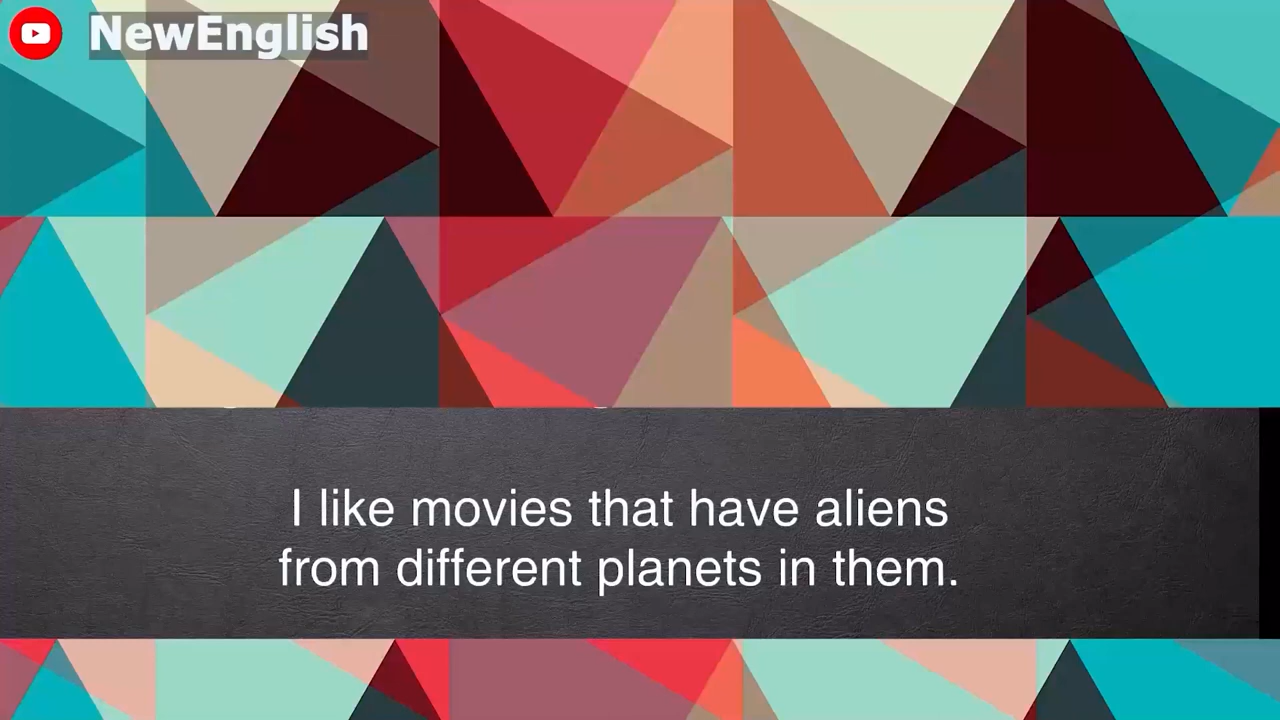 NewEnglish
I like movies that have aliens
from different planets in them.